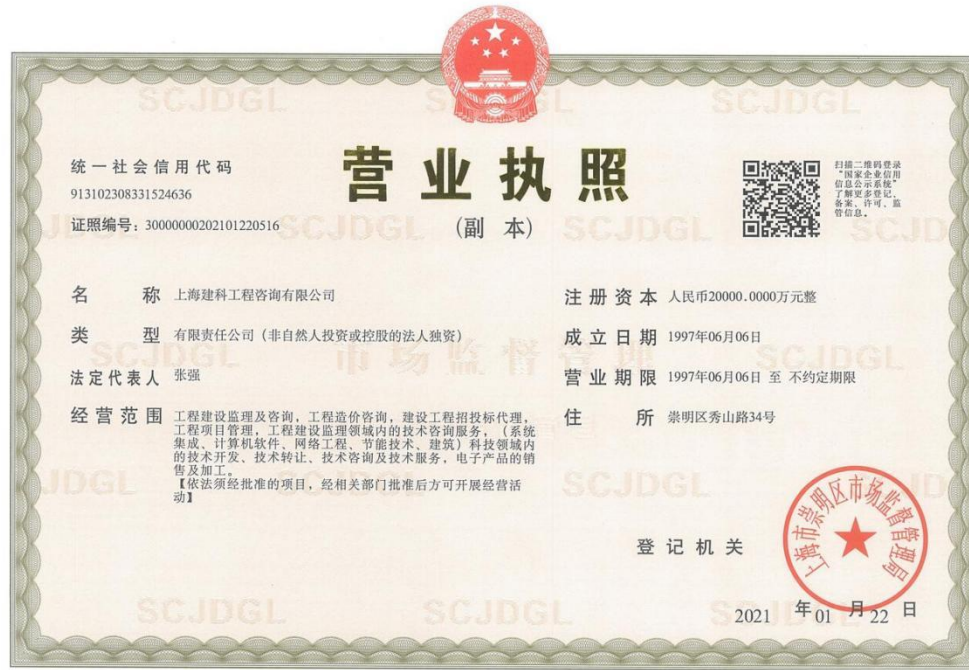 统一社会信用代码
913102308331524636
证照编号：30000000202101220516
营业执照
（副 本）
扫描二维码登录
“国家企业信用
信息公示系统”
了解更多登记、
备案、许可、监
管信息。
名 称 上海建科工程咨询有限公司
类 型 有限责任公司（非自然人投资或控股的法人独资）
法定代表人 张强
经营范围 工程建设监理及咨询，工程造价咨询，建设工程招投标代理，
工程项目管理，工程建设监理领域内的技术咨询服务，（系统
集成、计算机软件、网络工程、节能技术、建筑）科技领域内
的技术开发、技术转让、技术咨询及技术服务，电子产品的销
售及加工。
【依法须经批准的项目，经相关部门批准后方可开展经营活
动】
注册资本 人民币20000.0000万元整
成立日期 1997年06月06日
营业期限 1997年06月06日 至 不约定期限
住 所 崇明区秀山路34号
登记机关
上海市崇明区市场监督管理局
2021 年 01 月 22 日
SCJDGL
市场监督管理